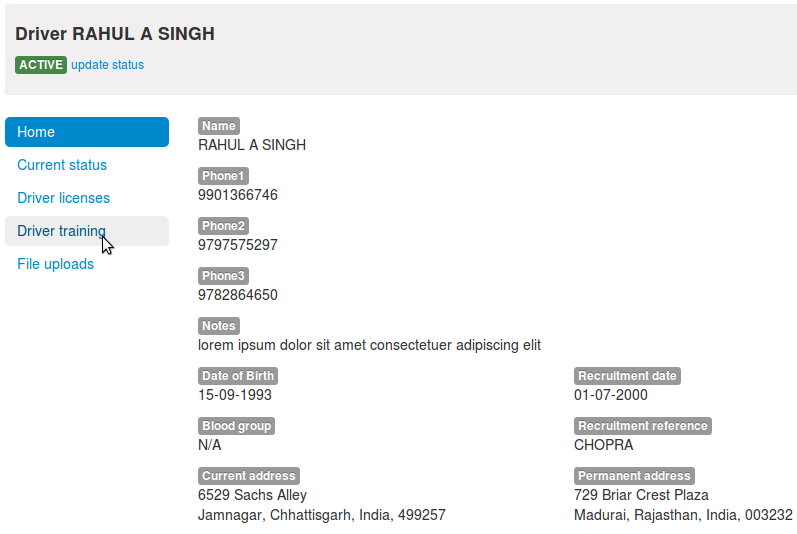 Driver RAHUL A SINGH
ACTIVE update status
Home
Current status
Driver licenses
Driver training
File uploads
Name
RAHUL A SINGH
Phone1
9901366746
Phone2
9797575297
Phone3
9782864650
Notes
lorem ipsum dolor sit amet consectetuer adipiscing elit
Date of Birth
15-09-1993
Recruitment date
01-07-2000
Blood group
N/A
Recruitment reference
CHOPRA
Current address
6529 Sachs Alley
Jamnagar, Chhattisgarh, India, 499257
Permanent address
729 Briar Crest Plaza
Madurai, Rajasthan, India, 003232